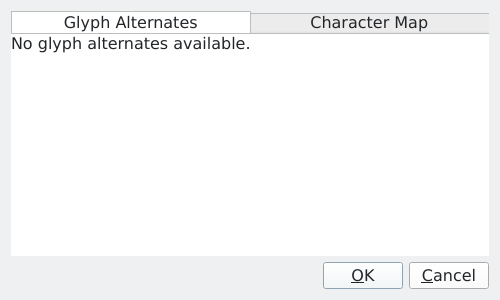 Glyph Alternates
Character Map
No glyph alternates available.
OK
Cancel